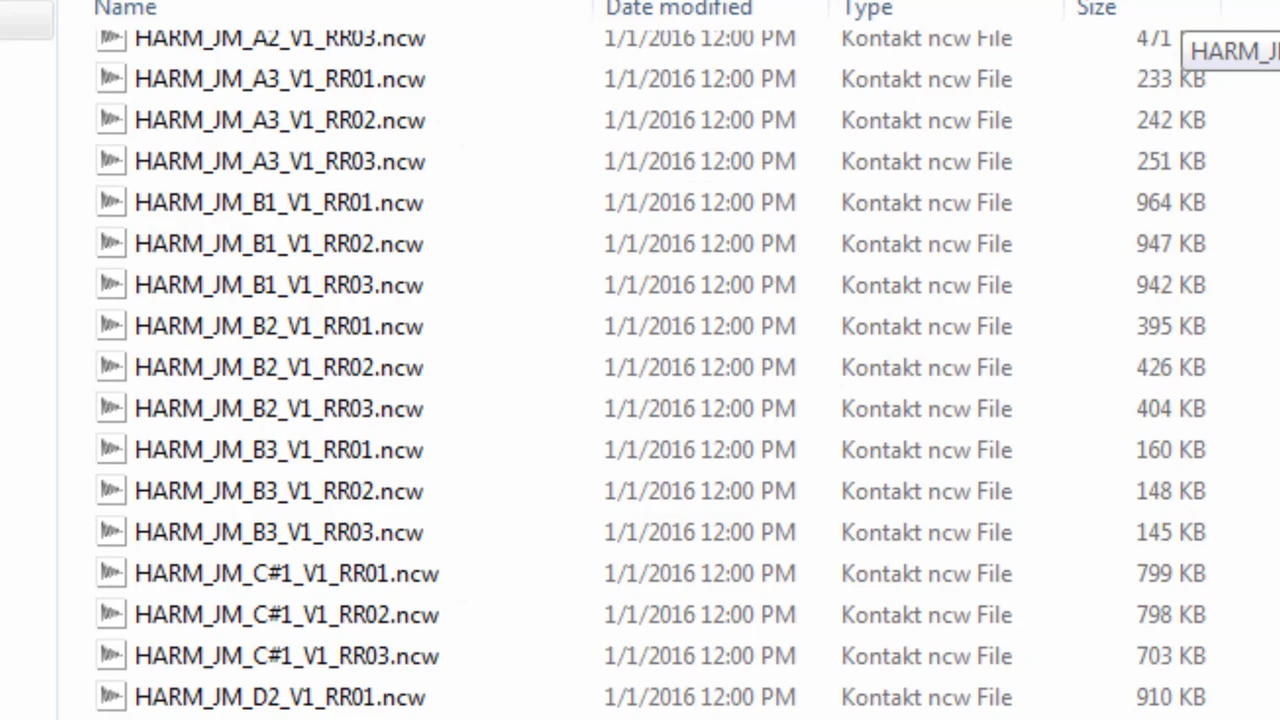 Name Date modified Type Size
HARM_JM_A2_V1_RR03.ncw 1/1/2016 12:00 PM Kontakt ncw File 471
HARM_J
HARM_JM_A3_V1_RR01.ncw 1/1/2016 12:00 PM Kontakt ncw File 233 KB
HARM_JM_A3_V1_RR02.ncw 1/1/2016 12:00 PM Kontakt ncw File 242 KB
HARM_JM_A3_V1_RR03.ncw 1/1/2016 12:00 PM Kontakt ncw File 251 KB
HARM_JM_B1_V1_RR01.ncw 1/1/2016 12:00 PM Kontakt ncw File 964 KB
HARM_JM_B1_V1_RR02.ncw 1/1/2016 12:00 PM Kontakt ncw File 947 KB
HARM_JM_B1_V1_RR03.ncw 1/1/2016 12:00 PM Kontakt ncw File 942 KB
HARM_JM_B2_V1_RR01.ncw 1/1/2016 12:00 PM Kontakt ncw File 395 KB
HARM_JM_B2_V1_RR02.ncw 1/1/2016 12:00 PM Kontakt ncw File 426 KB
HARM_JM_B2_V1_RR03.ncw 1/1/2016 12:00 PM Kontakt ncw File 404 KB
HARM_JM_B3_V1_RR01.ncw 1/1/2016 12:00 PM Kontakt ncw File 160 KB
HARM_JM_B3_V1_RR02.ncw 1/1/2016 12:00 PM Kontakt ncw File 148 KB
HARM_JM_B3_V1_RR03.ncw 1/1/2016 12:00 PM Kontakt ncw File 145 KB
HARM_JM_C#1_V1_RR01.ncw 1/1/2016 12:00 PM Kontakt ncw File 799 KB
HARM_JM_C#1_V1_RR02.ncw 1/1/2016 12:00 PM Kontakt ncw File 798 KB
HARM_JM_C#1_V1_RR03.ncw 1/1/2016 12:00 PM Kontakt ncw File 703 KB
HARM_JM_D2_V1_RR01.ncw 1/1/2016 12:00 PM Kontakt ncw File 910 KB